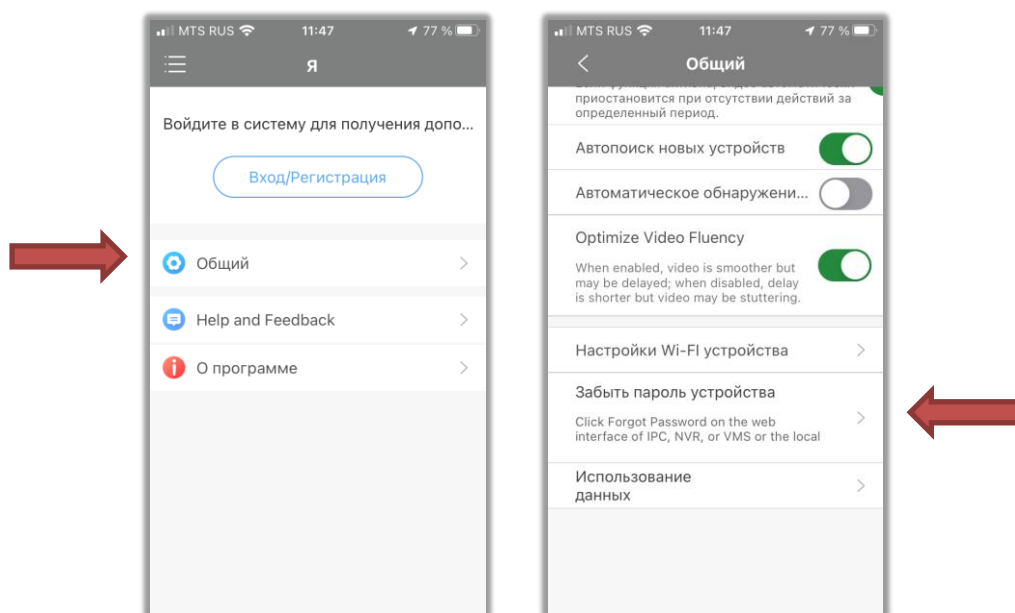 MTS RUS 11:47 77 %
Я
Войдите в систему для получения допо...
Вход/Регистрация
Общий
Help and Feedback
О программе
MTS RUS 11:47 77 %
Общий
приостановится при отсутствии действий за
определенный период.
Автопоиск новых устройств
Автоматическое обнаружени...
Optimize Video Fluency
When enabled, video is smoother but
may be delayed; when disabled, delay
is shorter but video may be stuttering.
Настройки Wi-FI устройства
Забыть пароль устройства
Click Forgot Password on the web
interface of IPC, NVR, or VMS or the local
Использование
данных